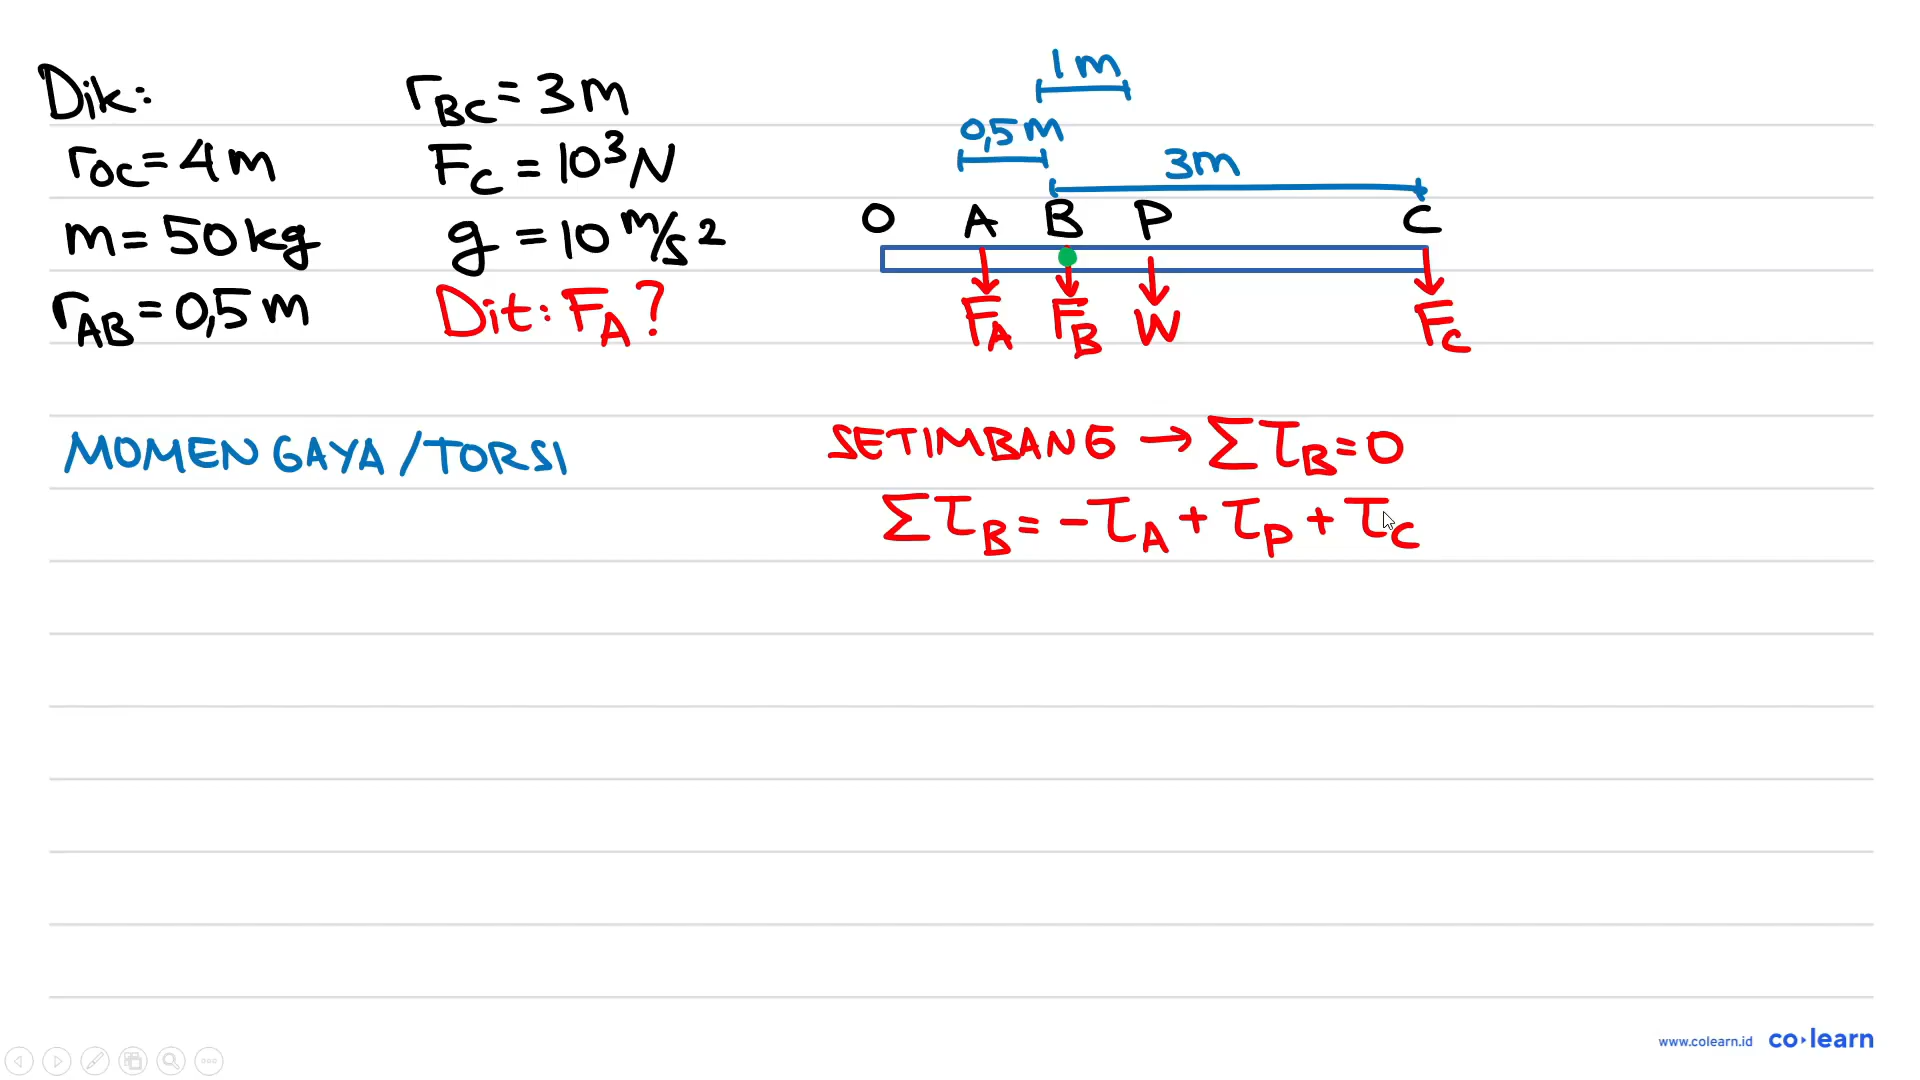 Dik:
r_OC = 4 m
m = 50 kg
r_AB = 0,5 m
r_BC = 3 m
F_C = 10³ N
g = 10 m/s²
Dit: F_A?
1 m
0,5 m
3 m
O A B P C
F_A F_B W F_C
MOMEN GAYA / TORSI
SETIMBANG → Στ_B = 0
Στ_B = -τ_A + τ_P + τ_C
www.colearn.id co▸learn